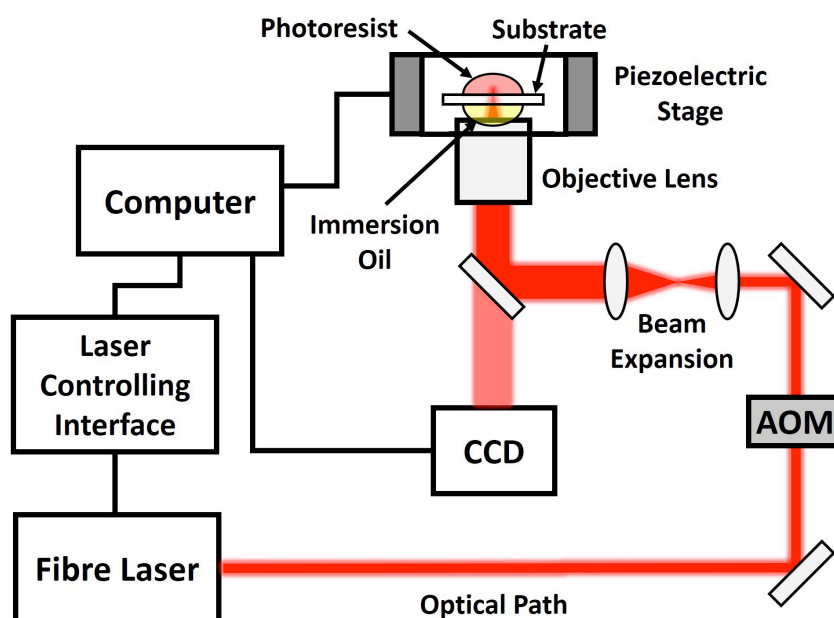 Photoresist
Substrate
Piezoelectric
Stage
Objective Lens
Computer
Immersion
Oil
Beam
Expansion
Laser
Controlling
Interface
AOM
CCD
Fibre Laser
Optical Path